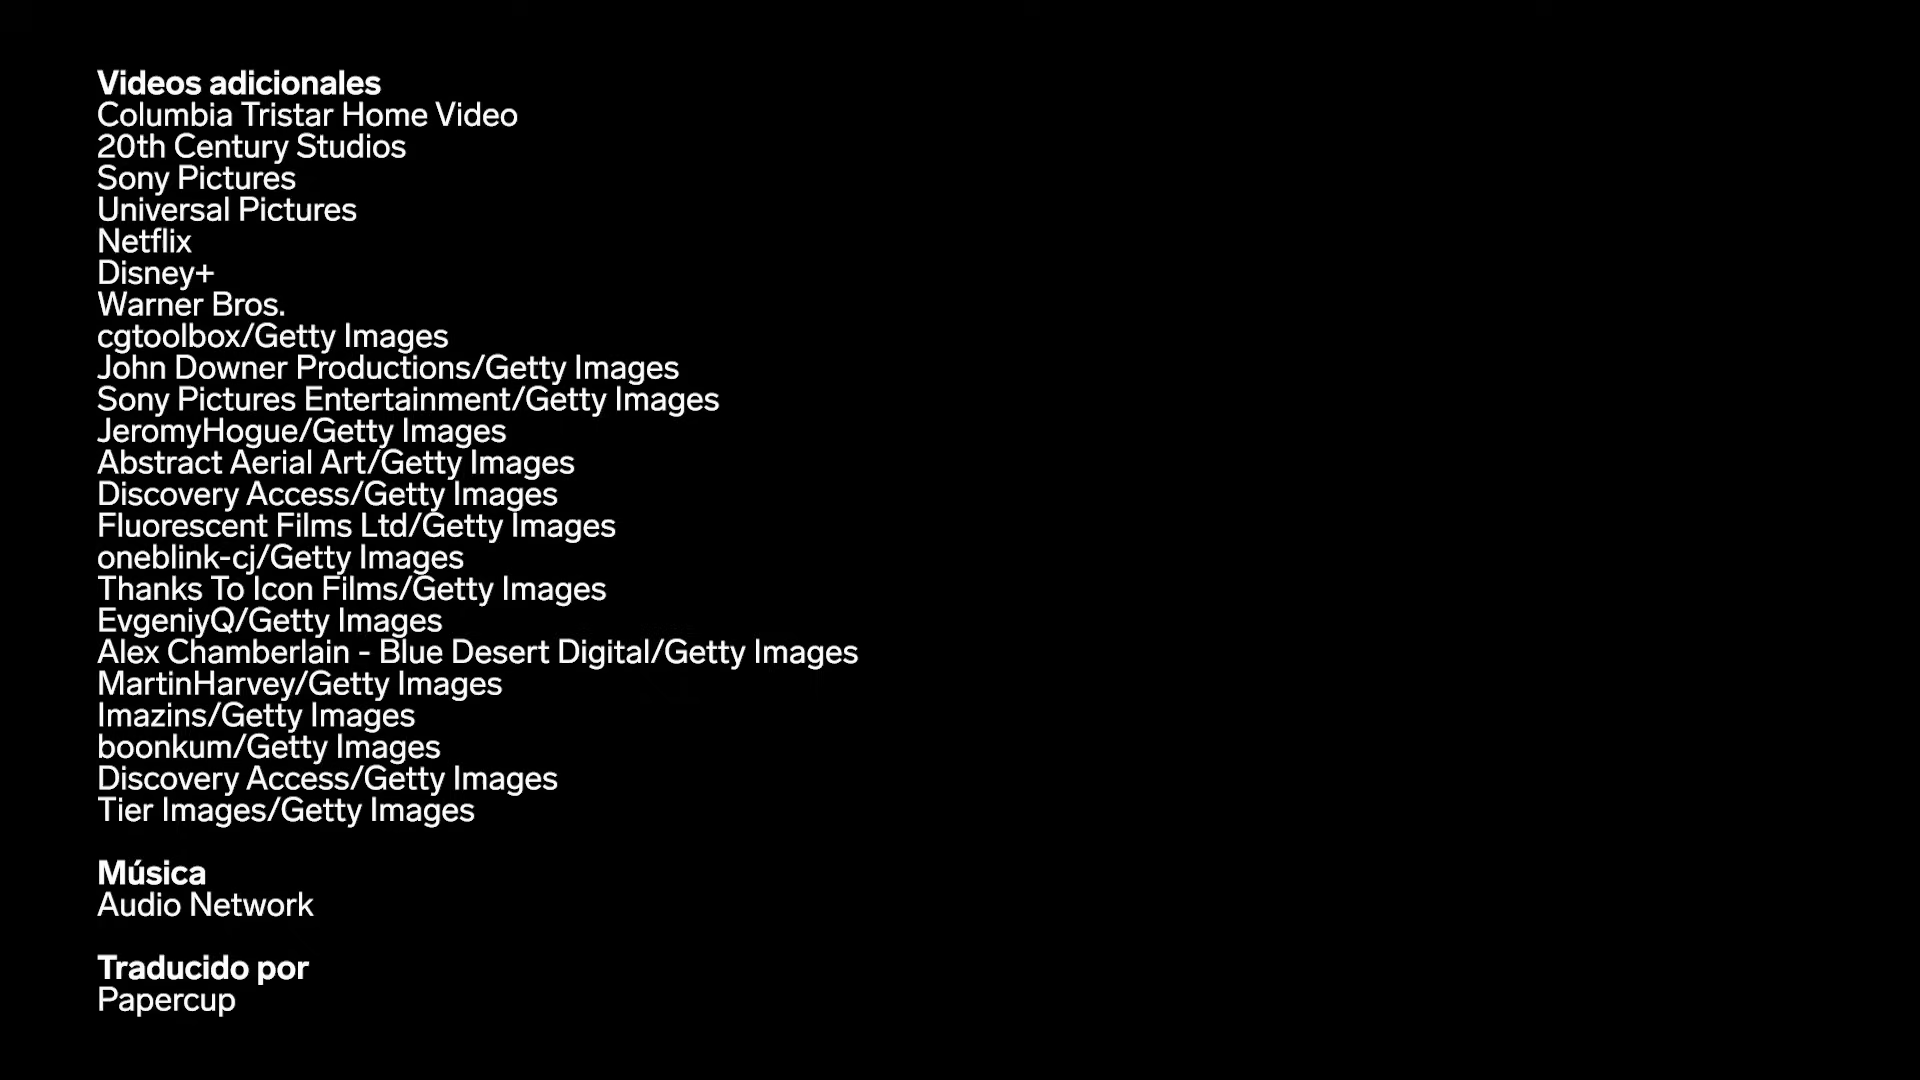 Videos adicionales
Columbia Tristar Home Video
20th Century Studios
Sony Pictures
Universal Pictures
Netflix
Disney+
Warner Bros.
cgtoolbox/Getty Images
John Downer Productions/Getty Images
Sony Pictures Entertainment/Getty Images
JeromyHogue/Getty Images
Abstract Aerial Art/Getty Images
Discovery Access/Getty Images
Fluorescent Films Ltd/Getty Images
oneblink-cj/Getty Images
Thanks To Icon Films/Getty Images
EvgeniyQ/Getty Images
Alex Chamberlain - Blue Desert Digital/Getty Images
MartinHarvey/Getty Images
Imazins/Getty Images
boonkum/Getty Images
Discovery Access/Getty Images
Tier Images/Getty Images
Música
Audio Network
Traducido por
Papercup